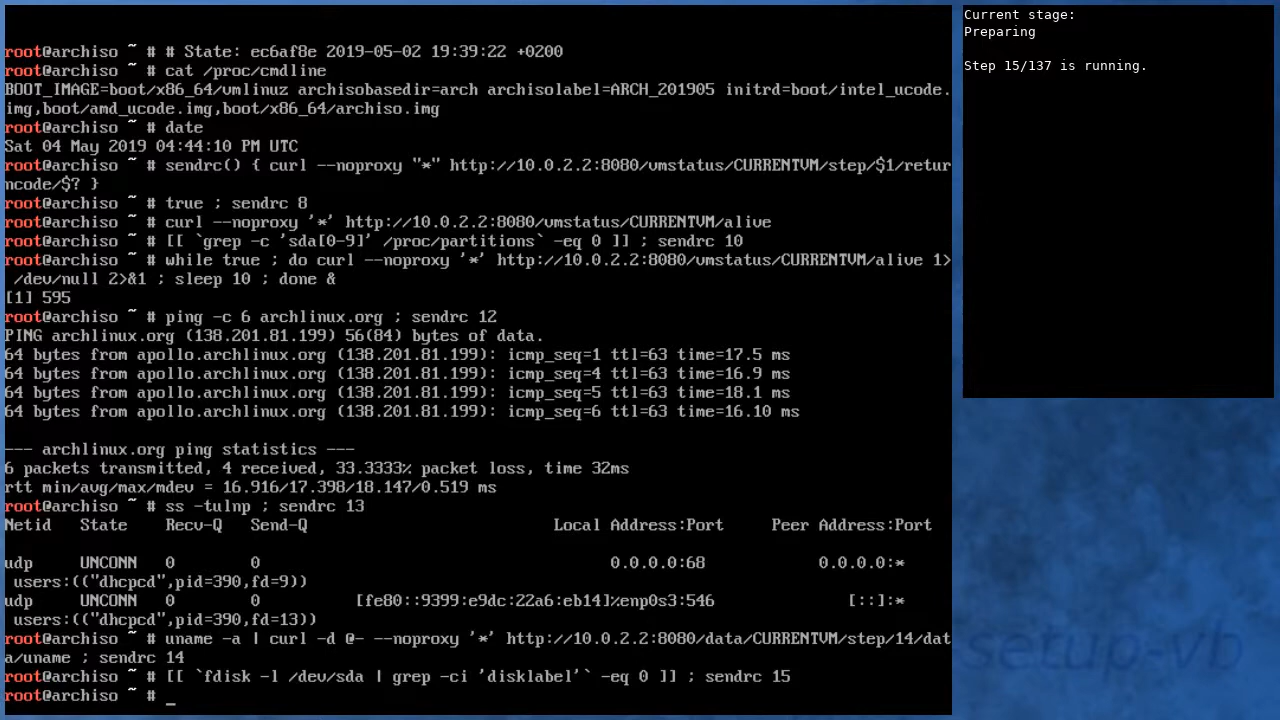 root@archiso ~ # # State: ec6af8e 2019-05-02 19:39:22 +0200
root@archiso ~ # cat /proc/cmdline
BOOT_IMAGE=boot/x86_64/vmlinuz archisobasedir=arch archisolabel=ARCH_201905 initrd=boot/intel_ucode.
img,boot/amd_ucode.img,boot/x86_64/archiso.img
root@archiso ~ # date
Sat 04 May 2019 04:44:10 PM UTC
root@archiso ~ # sendrc() { curl --noproxy "*" http://10.0.2.2:8080/vmstatus/CURRENTVM/step/$1/retur
ncode/$? }
root@archiso ~ # true ; sendrc 8
root@archiso ~ # curl --noproxy '*' http://10.0.2.2:8080/vmstatus/CURRENTVM/alive
root@archiso ~ # [[ `grep -c 'sda[0-9]' /proc/partitions` -eq 0 ]] ; sendrc 10
root@archiso ~ # while true ; do curl --noproxy '*' http://10.0.2.2:8080/vmstatus/CURRENTVM/alive 1>
 /dev/null 2>&1 ; sleep 10 ; done &
[1] 595
root@archiso ~ # ping -c 6 archlinux.org ; sendrc 12
PING archlinux.org (138.201.81.199) 56(84) bytes of data.
64 bytes from apollo.archlinux.org (138.201.81.199): icmp_seq=1 ttl=63 time=17.5 ms
64 bytes from apollo.archlinux.org (138.201.81.199): icmp_seq=4 ttl=63 time=16.9 ms
64 bytes from apollo.archlinux.org (138.201.81.199): icmp_seq=5 ttl=63 time=18.1 ms
64 bytes from apollo.archlinux.org (138.201.81.199): icmp_seq=6 ttl=63 time=16.10 ms
--- archlinux.org ping statistics ---
6 packets transmitted, 4 received, 33.3333% packet loss, time 32ms
rtt min/avg/max/mdev = 16.916/17.398/18.147/0.519 ms
root@archiso ~ # ss -tulnp ; sendrc 13
Netid   State    Recv-Q   Send-Q                          Local Address:Port     Peer Address:Port
udp     UNCONN   0        0                                     0.0.0.0:68            0.0.0.0:*
 users:(("dhcpcd",pid=390,fd=9))
udp     UNCONN   0        0          [fe80::9399:e9dc:22a6:eb14]%enp0s3:546              [::]:*
 users:(("dhcpcd",pid=390,fd=13))
root@archiso ~ # uname -a | curl -d @- --noproxy '*' http://10.0.2.2:8080/data/CURRENTVM/step/14/dat
a/uname ; sendrc 14
root@archiso ~ # [[ `fdisk -l /dev/sda | grep -ci 'disklabel'` -eq 0 ]] ; sendrc 15
root@archiso ~ # _
Current stage:
Preparing
Step 15/137 is running.
setup-vb